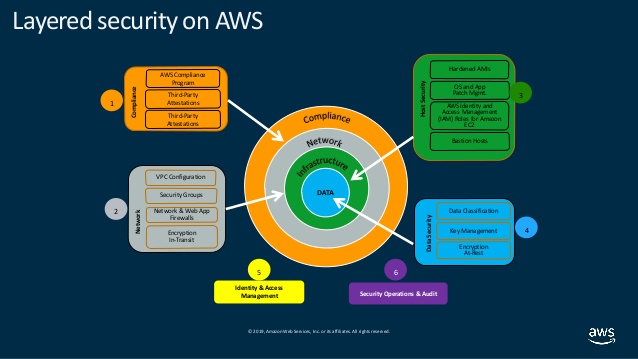 Layered security on AWS
1
Compliance
AWS Compliance
Program
Third-Party
Attestations
Third-Party
Attestations
2
Network
VPC Configuration
Security Groups
Network & Web App
Firewalls
Encryption
In-Transit
Compliance
Network
Infrastructure
DATA
Host Security
Hardened AMIs
OS and App
Patch Mgmt.
AWS Identity and
Access Management
(IAM) Roles for Amazon
EC2
Bastion Hosts
3
Data Security
Data Classification
Key Management
Encryption
At-Rest
4
5
Identity & Access
Management
6
Security Operations & Audit
© 2019, Amazon Web Services, Inc. or its affiliates. All rights reserved.
aws